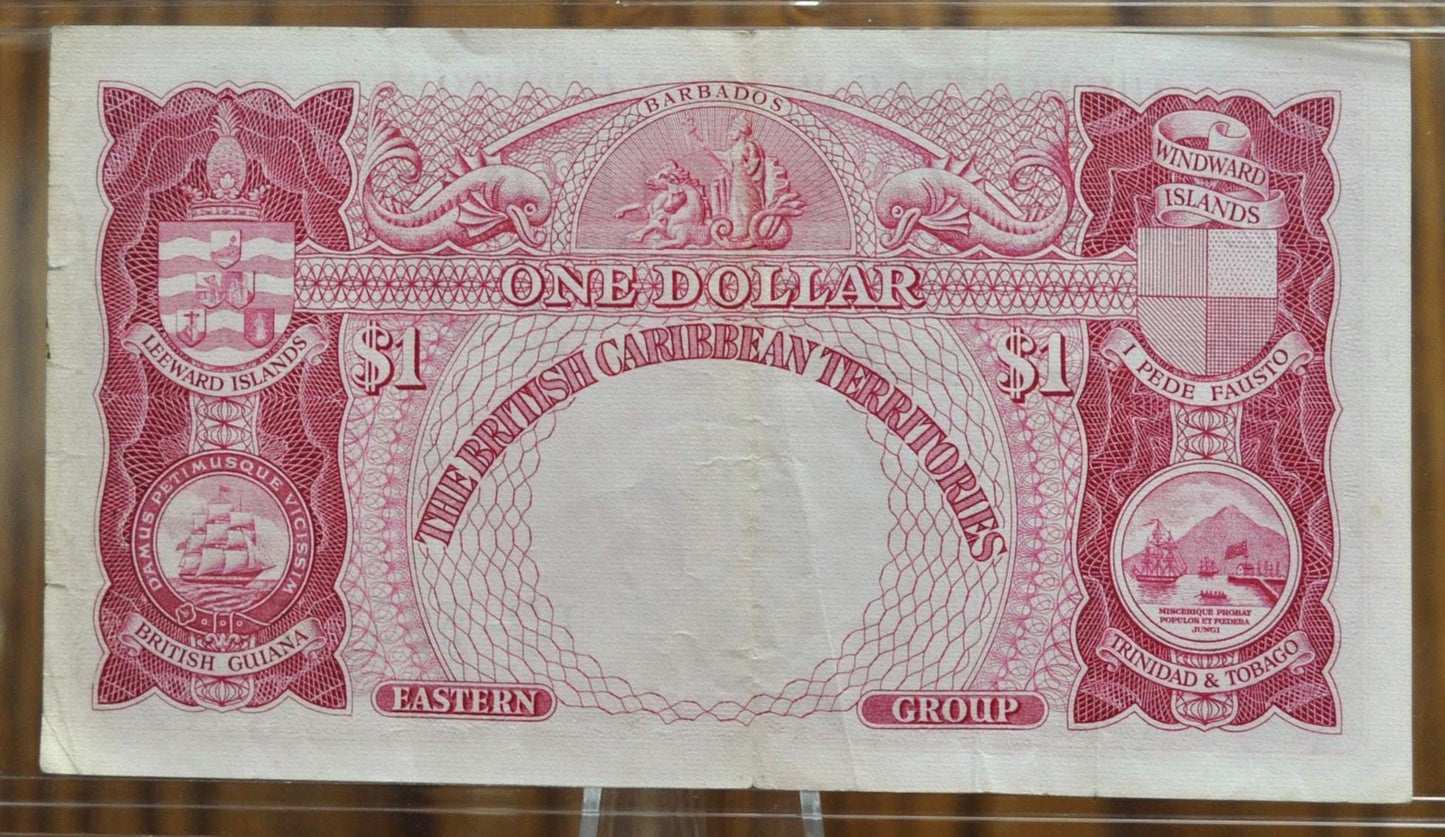 BARBADOS
WINDWARD
ISLANDS
ONE DOLLAR
LEEWARD ISLANDS
$1
$1
I PEDE FAUSTO
THE BRITISH CARIBBEAN TERRITORIES
DAMUS PETIMUSQUE VICISSIM
BRITISH GUIANA
MISCERIQUE PROBAT
POPULOS ET FŒDERA
JUNGI
TRINIDAD & TOBAGO
EASTERN
GROUP